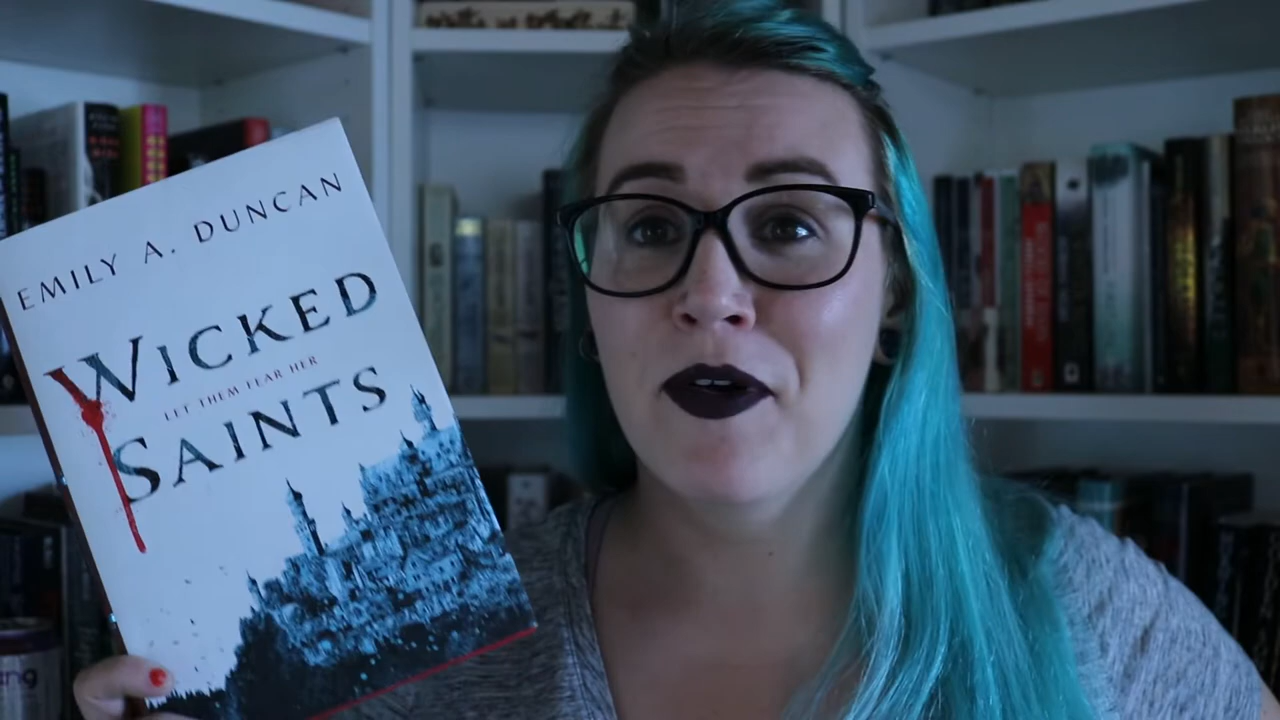 EMILY A. DUNCAN
WICKED
LET THEM FEAR HER
SAINTS